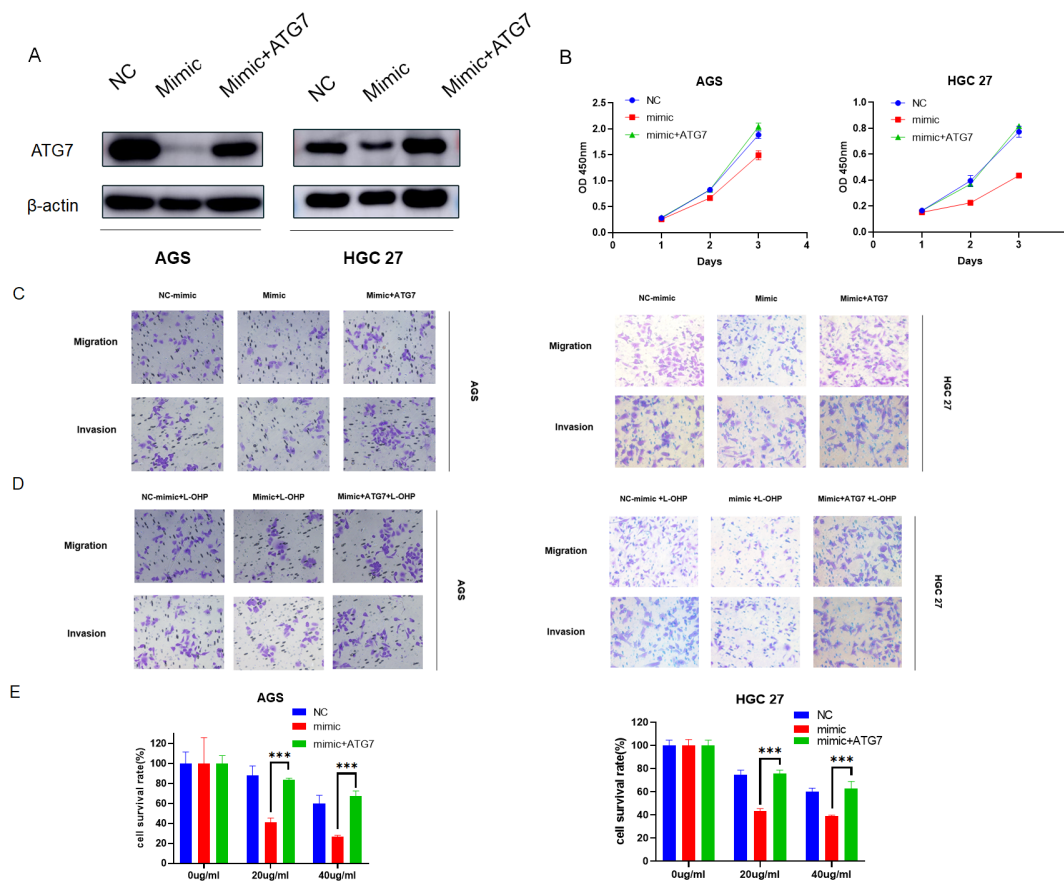 A
NC
Mimic
Mimic+ATG7
NC
Mimic
Mimic+ATG7
ATG7
β-actin
AGS
HGC 27
B
AGS
NC
mimic
mimic+ATG7
OD 450nm
2.5
2.0
1.5
1.0
0.5
0.0
0 1 2 3 4
Days
HGC 27
NC
mimic
mimic+ATG7
OD 450nm
1.0
0.8
0.6
0.4
0.2
0.0
0 1 2 3
Days
C
NC-mimic Mimic Mimic+ATG7
Migration
Invasion
AGS
NC-mimic Mimic Mimic+ATG7
Migration
Invasion
HGC 27
D
NC-mimic+L-OHP Mimic+L-OHP Mimic+ATG7+L-OHP
Migration
Invasion
AGS
NC-mimic +L-OHP mimic +L-OHP Mimic+ATG7 +L-OHP
Migration
Invasion
HGC 27
E
AGS
NC
mimic
mimic+ATG7
cell survival rate(%)
120
100
80
60
40
20
0
***
***
0ug/ml 20ug/ml 40ug/ml
HGC 27
NC
mimic
mimic+ATG7
cell survival rate(%)
120
100
80
60
40
20
0
***
***
0ug/ml 20ug/ml 40ug/ml